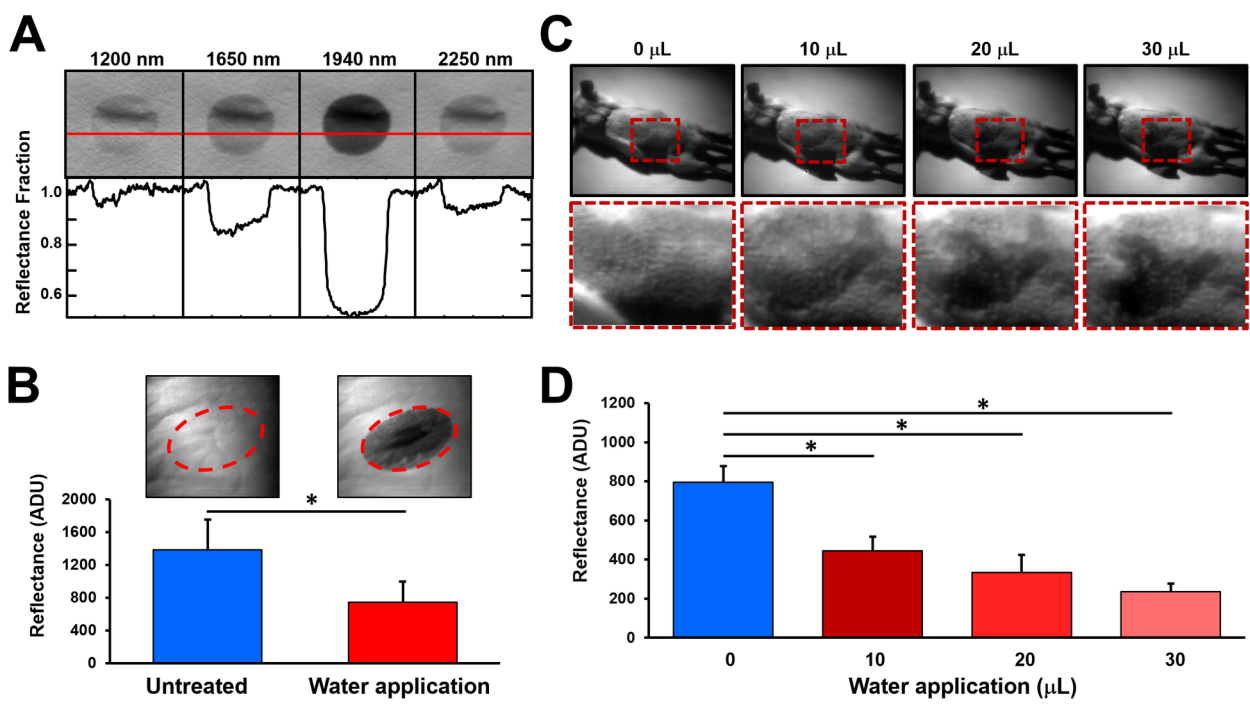 A
1200 nm 1650 nm 1940 nm 2250 nm
Reflectance Fraction
1.0
0.8
0.6
B
*
Reflectance (ADU)
2000
1600
1200
800
400
0
Untreated Water application
C
0 μL 10 μL 20 μL 30 μL
D
*
*
*
Reflectance (ADU)
1200
1000
800
600
400
200
0
0 10 20 30
Water application (μL)